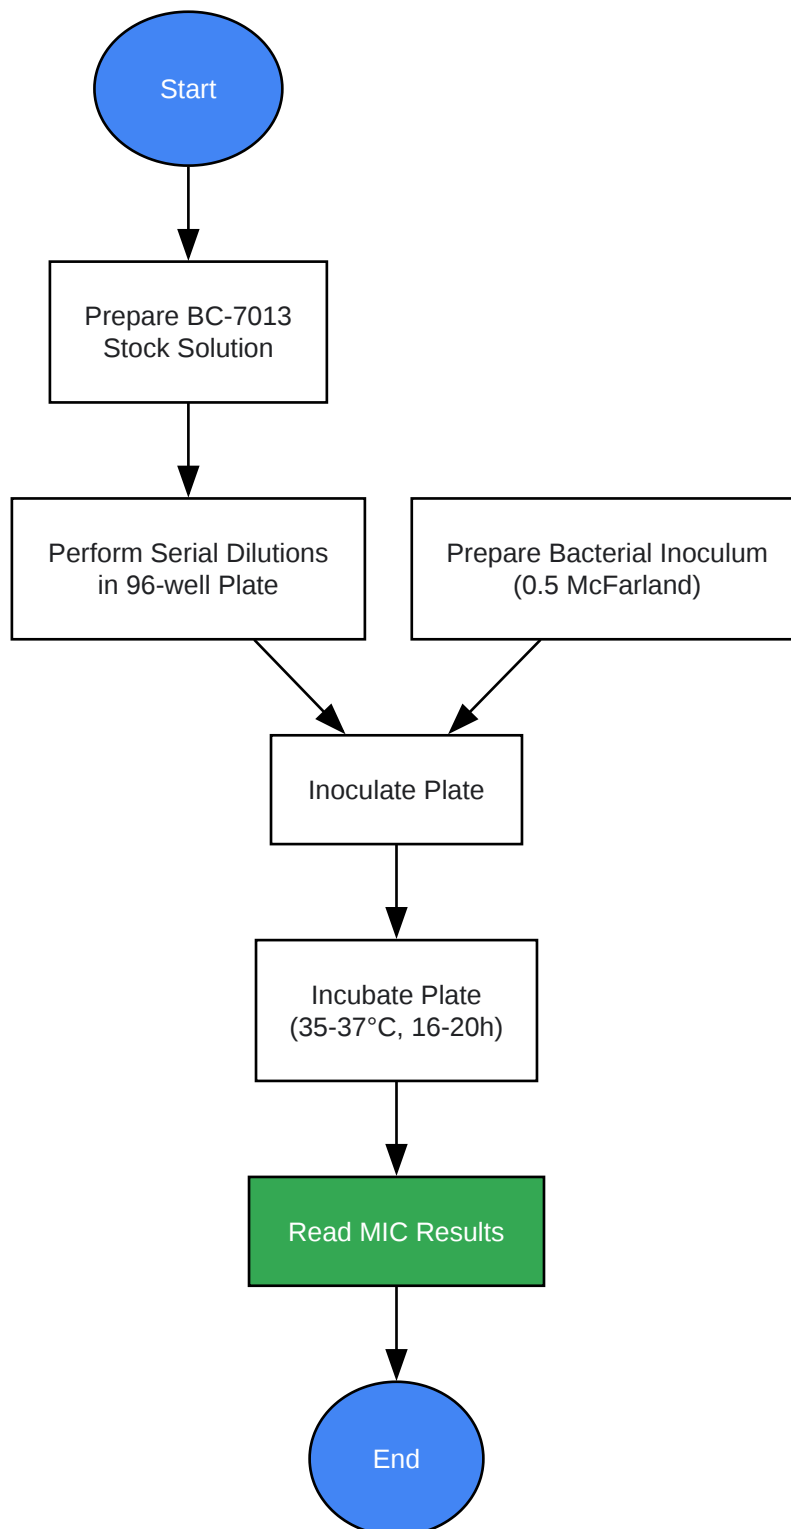 Start
Prepare BC-7013
Stock Solution
Perform Serial Dilutions
in 96-well Plate
Prepare Bacterial Inoculum
(0.5 McFarland)
Inoculate Plate
Incubate Plate
(35-37°C, 16-20h)
Read MIC Results
End